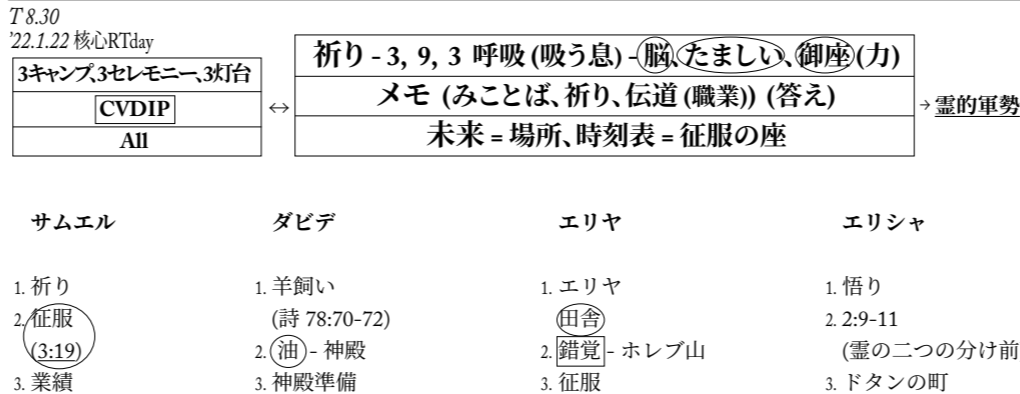 T 8.30
'22.1.22 核心RTday
3キャンプ、3セレモニー、3灯台
CVDIP
All
↔
祈り - 3, 9, 3 呼吸 (吸う息) - 脳、たましい、御座 (力)
メモ (みことば、祈り、伝道 (職業)) (答え)
未来 = 場所、時刻表 = 征服の座
→ 霊的軍勢
サムエル
1. 祈り
2. 征服
(3:19)
3. 業績
ダビデ
1. 羊飼い
(詩 78:70-72)
2. 油 - 神殿
3. 神殿準備
エリヤ
1. エリヤ
田舎
2. 錯覚 - ホレブ山
3. 征服
エリシャ
1. 悟り
2. 2:9-11
(霊の二つの分け前
3. ドタンの町